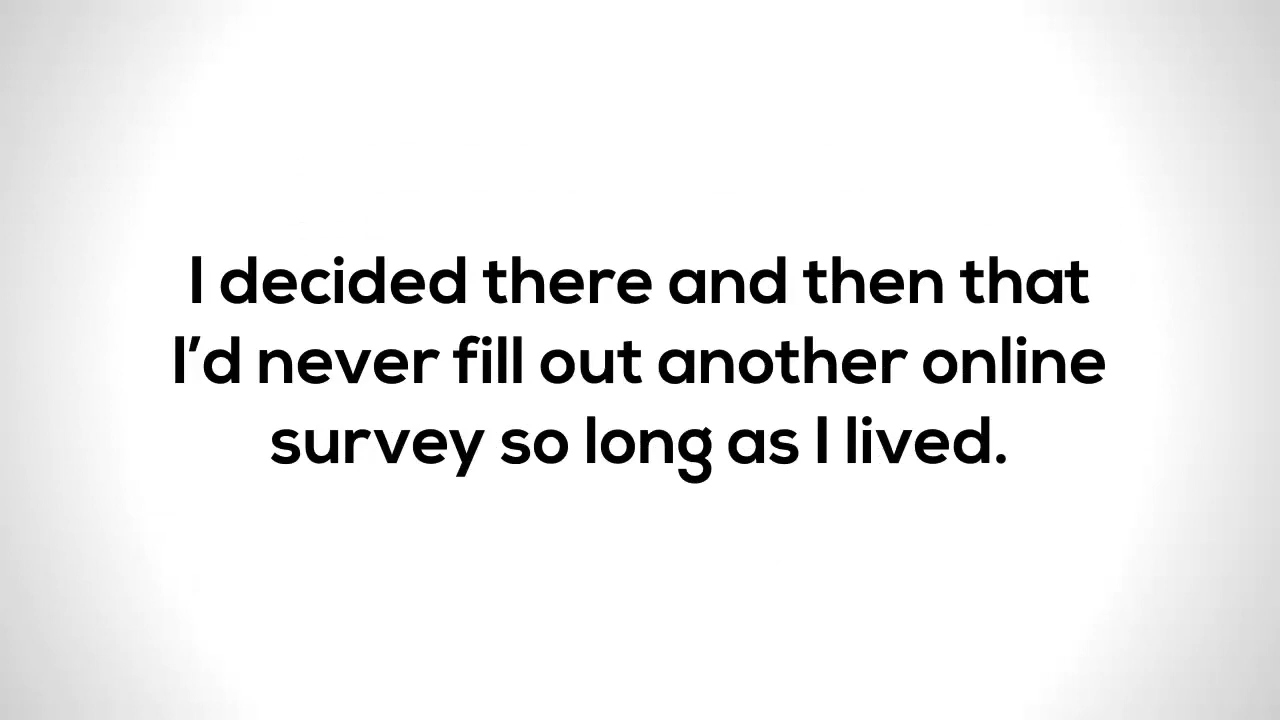 I decided there and then that
I’d never fill out another online
survey so long as I lived.